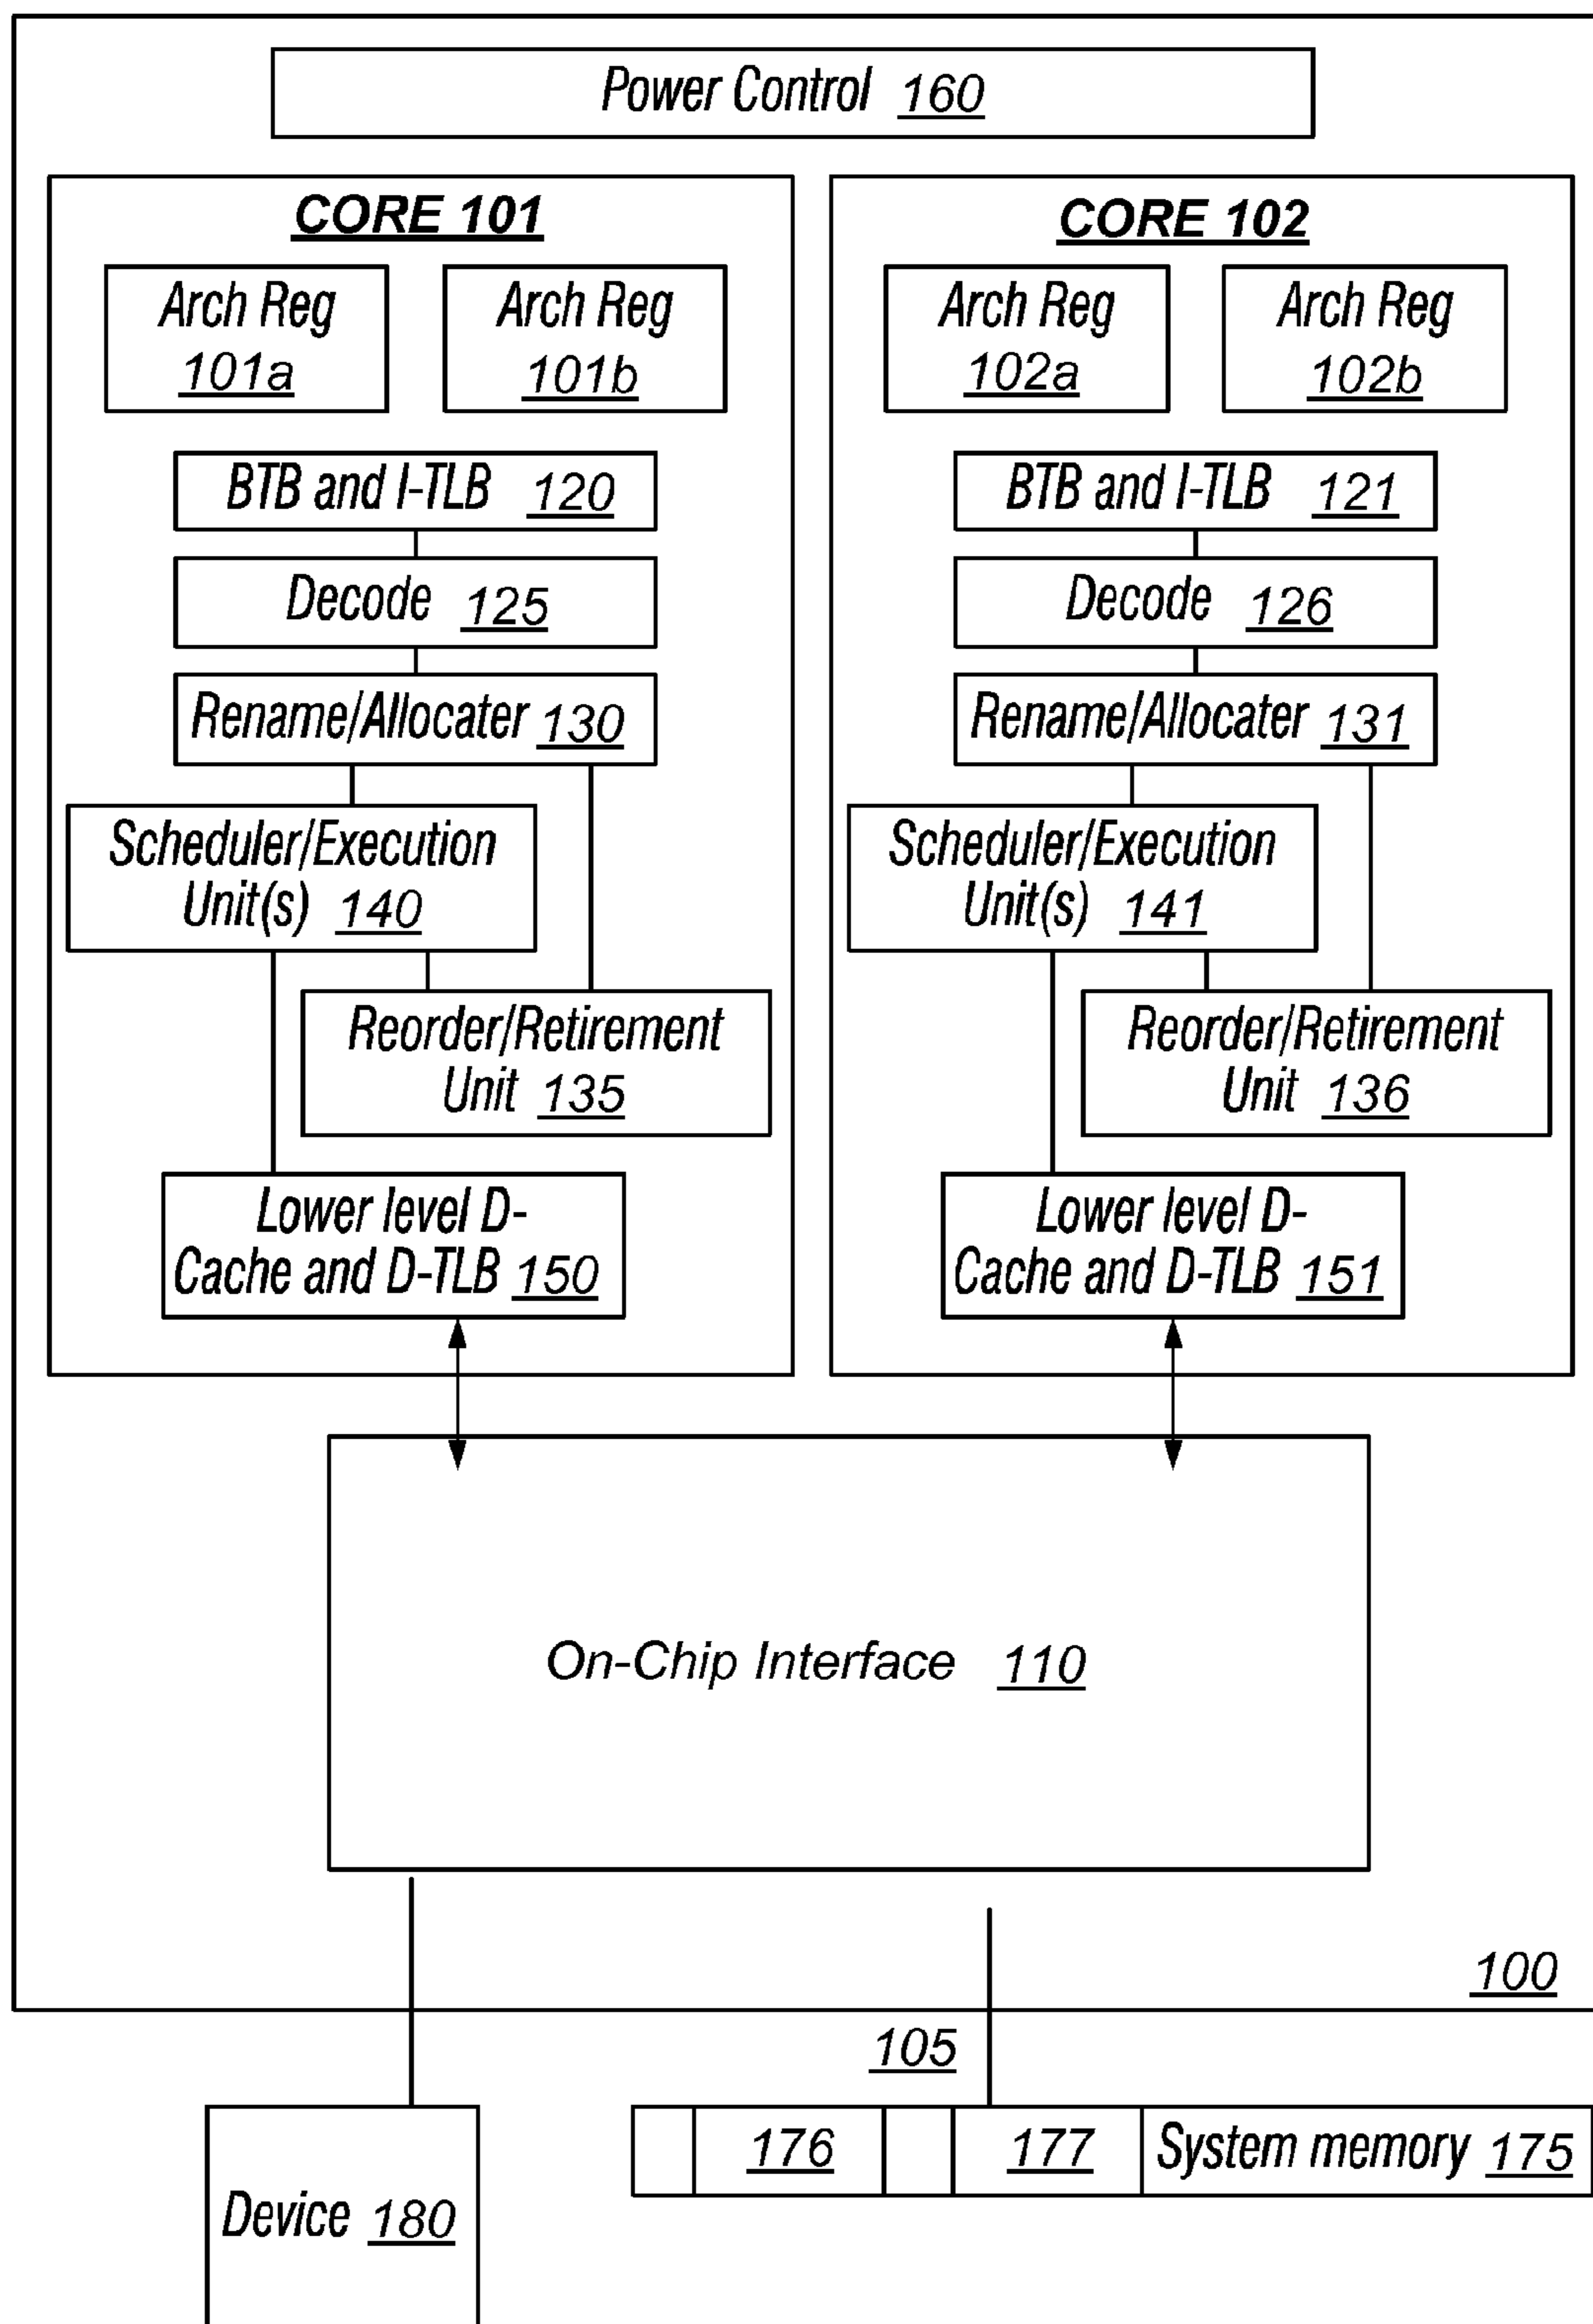 Power Control 160
CORE 101
Arch Reg
101a
Arch Reg
101b
BTB and I-TLB 120
Decode 125
Rename/Allocater 130
Scheduler/Execution
Unit(s) 140
Reorder/Retirement
Unit 135
Lower level D-
Cache and D-TLB 150
CORE 102
Arch Reg
102a
Arch Reg
102b
BTB and I-TLB 121
Decode 126
Rename/Allocater 131
Scheduler/Execution
Unit(s) 141
Reorder/Retirement
Unit 136
Lower level D-
Cache and D-TLB 151
On-Chip Interface 110
100
105
176
177
System memory 175
Device 180